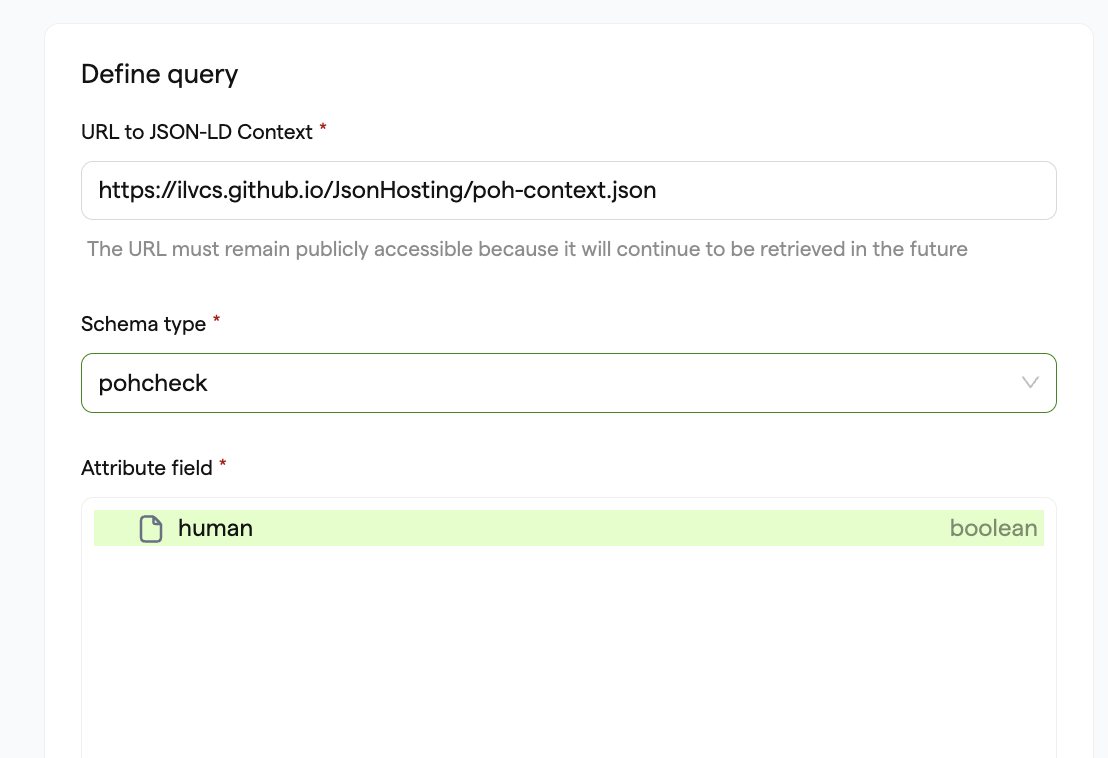 Define query
URL to JSON-LD Context *
https://ilvcs.github.io/JsonHosting/poh-context.json
The URL must remain publicly accessible because it will continue to be retrieved in the future
Schema type *
pohcheck
Attribute field *
human boolean